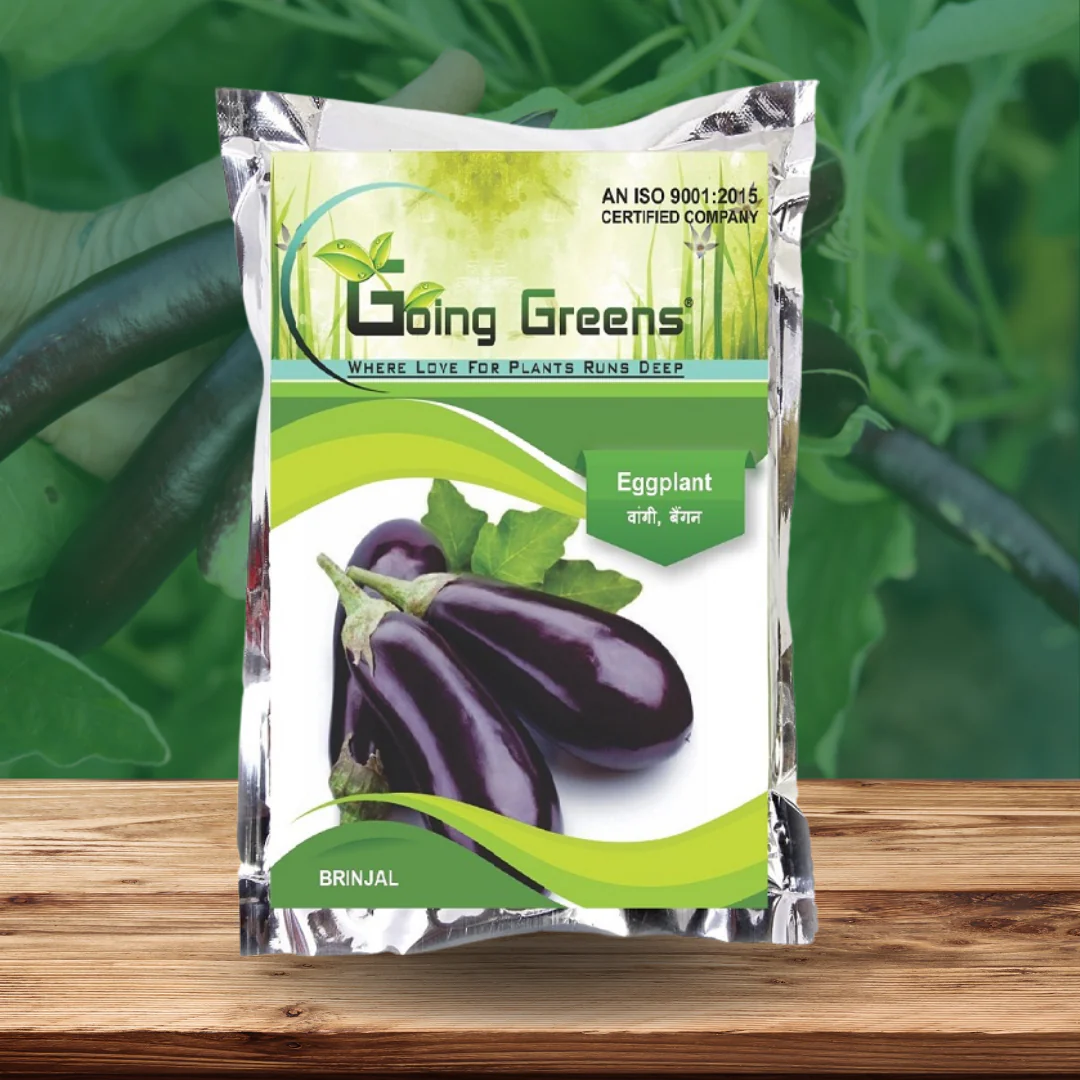 AN ISO 9001:2015
CERTIFIED COMPANY
Going Greens®
WHERE LOVE FOR PLANTS RUNS DEEP
Eggplant
वांगी, बैंगन
BRINJAL